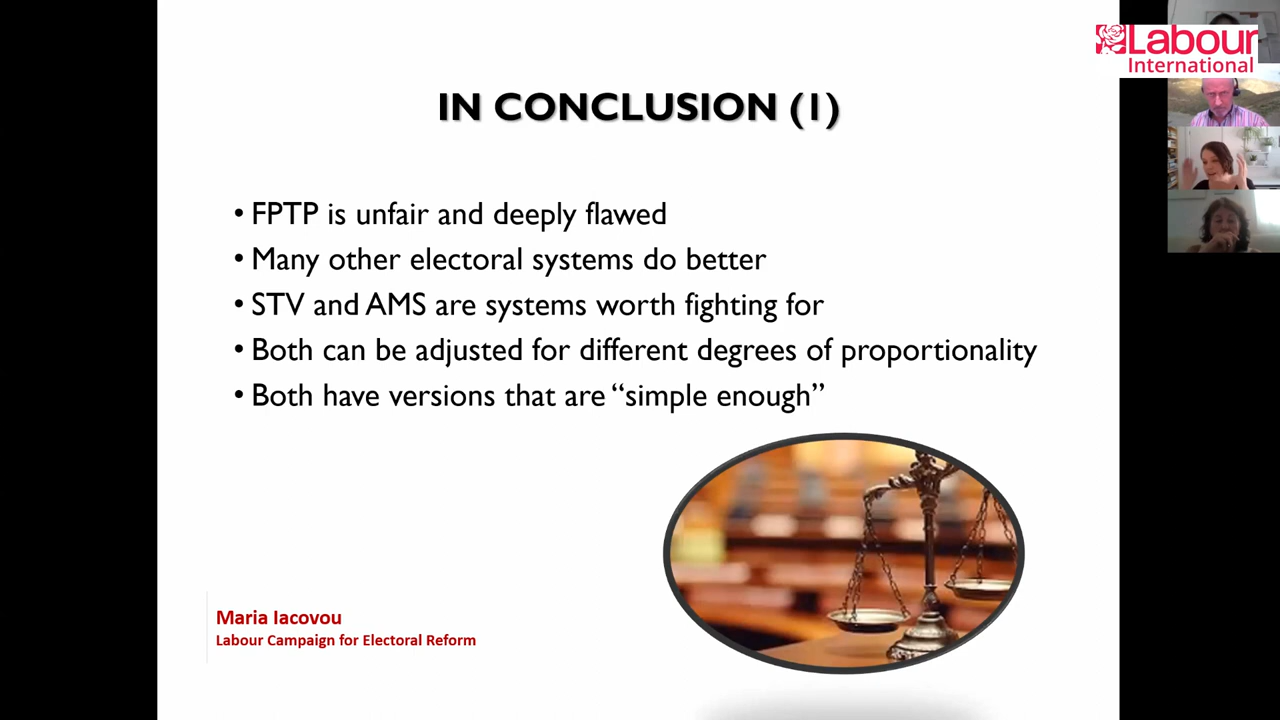 Labour
International
IN CONCLUSION (1)
• FPTP is unfair and deeply flawed
• Many other electoral systems do better
• STV and AMS are systems worth fighting for
• Both can be adjusted for different degrees of proportionality
• Both have versions that are “simple enough”
Maria Iacovou
Labour Campaign for Electoral Reform